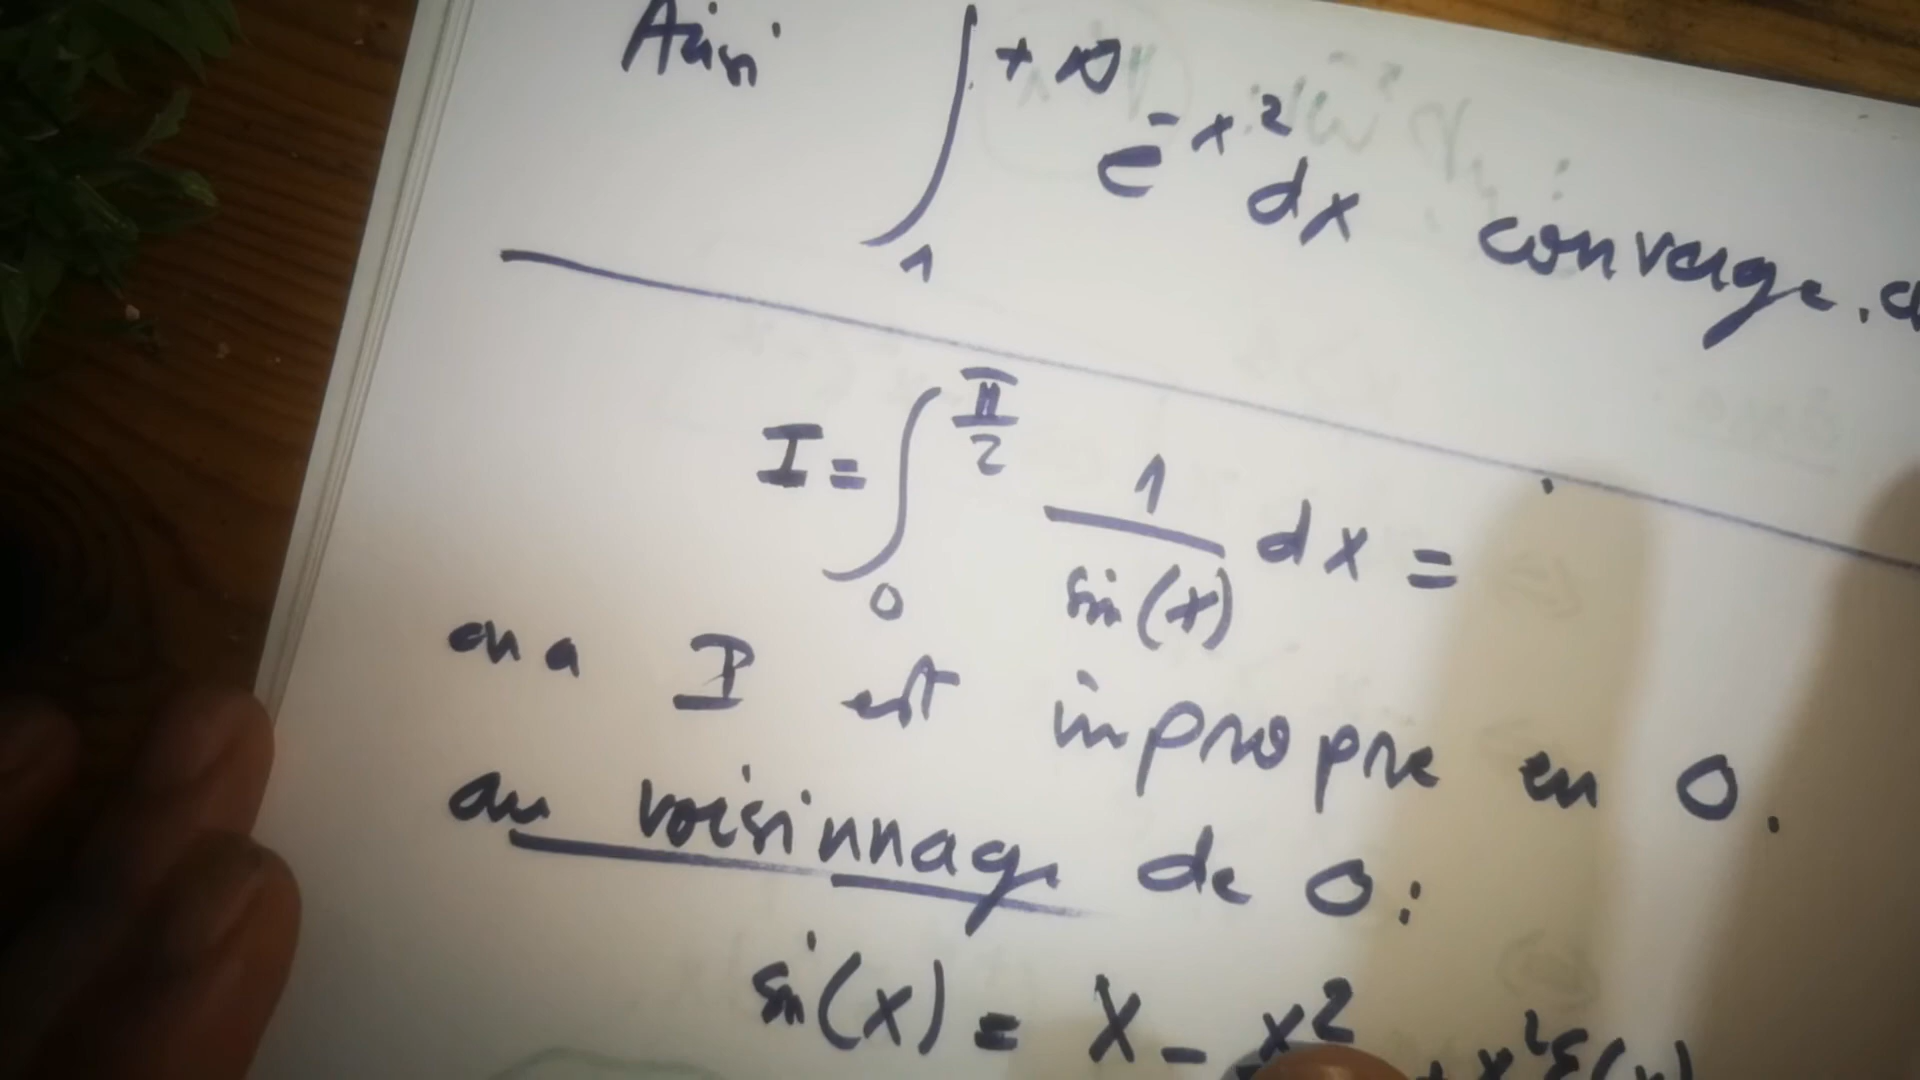 Ainsi ∫₁^{+∞} e^{-x²} dx converge.
I = ∫₀^{π/2} 1/sin(x) dx =
on a I est impropre en 0.
au voisinnage de 0:
sin(x) = x - x² + x²ε(x)